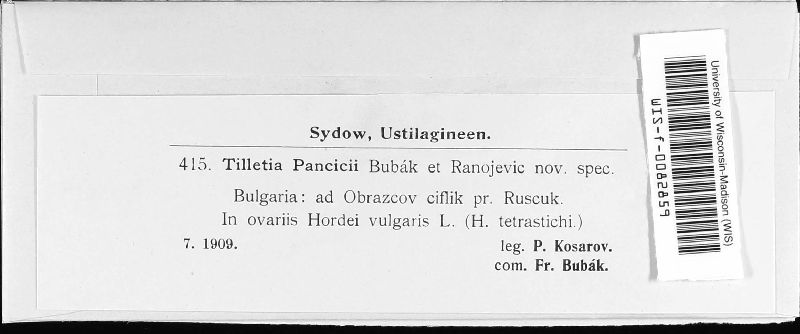 Sydow, Ustilagineen.
415. Tilletia Pancicii Bubák et Ranojevic nov. spec.
Bulgaria: ad Obrazcov ciflik pr. Ruscuk.
In ovariis Hordei vulgaris L. (H. tetrastichi.)
7. 1909.
leg. P. Kosarov.
com. Fr. Bubák.
University of Wisconsin-Madison (WIS)
WIS-f-0082859